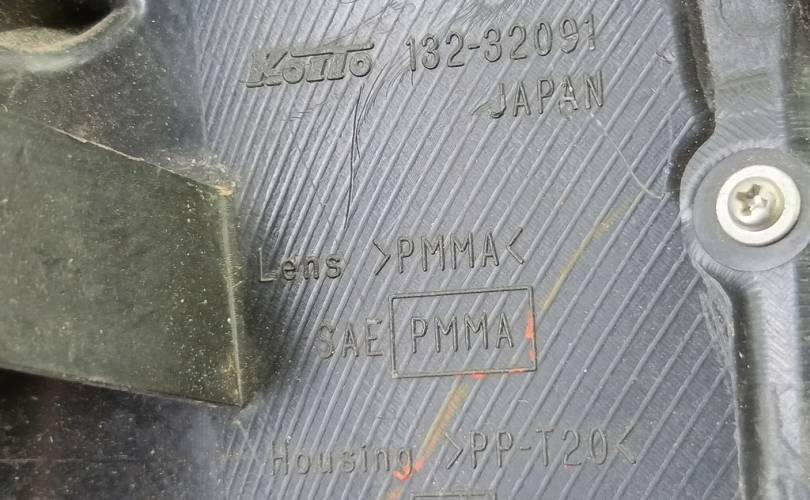 KOITO 132-32091
JAPAN
Lens >PMMA<
SAE PMMA
Housing >PP-T20<